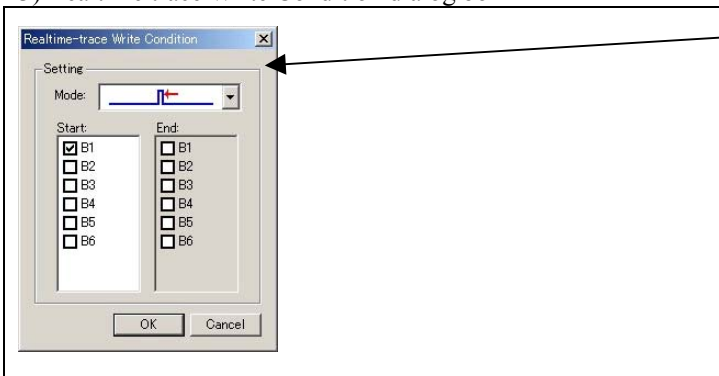 Realtime-trace Write Condition
Setting
Mode:
Start: End:
B1 B1
B2 B2
B3 B3
B4 B4
B5 B5
B6 B6
OK Cancel